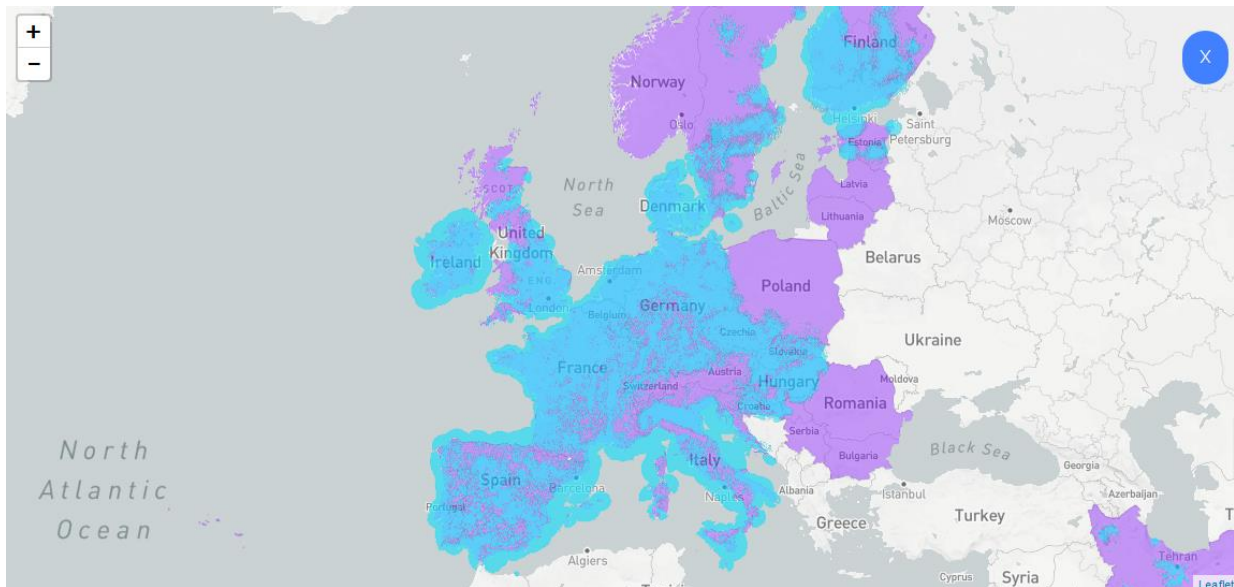 +
−
X
Finland
Norway
Oslo
Helsinki
Saint
Petersburg
Estonia
SCOT
North
Sea
Denmark
Baltic Sea
Latvia
Lithuania
Moscow
United
Kingdom
Ireland
ENG
London
Amsterdam
Belgium
Germany
Poland
Belarus
Czechia
Slovakia
Ukraine
France
Switzerland
Austria
Hungary
Moldova
Croatia
Romania
Serbia
Bulgaria
North
Atlantic
Ocean
Spain
Portugal
Barcelona
Italy
Naples
Black Sea
Georgia
Azerbaijan
Albania
Istanbul
Greece
Turkey
Algiers
Cyprus
Syria
Tehran
T
Leaflet